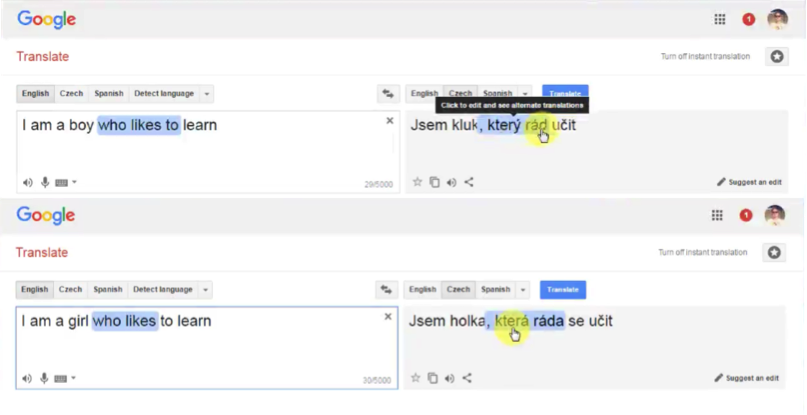 Google
1
Translate
Turn off instant translation
English Czech Spanish Detect language
English Czech Spanish Translate
Click to edit and see alternate translations
I am a boy who likes to learn
Jsem kluk, který rád učit
29/5000
Suggest an edit
Google
1
Translate
Turn off instant translation
English Czech Spanish Detect language
English Czech Spanish Translate
I am a girl who likes to learn
Jsem holka, která ráda se učit
30/5000
Suggest an edit